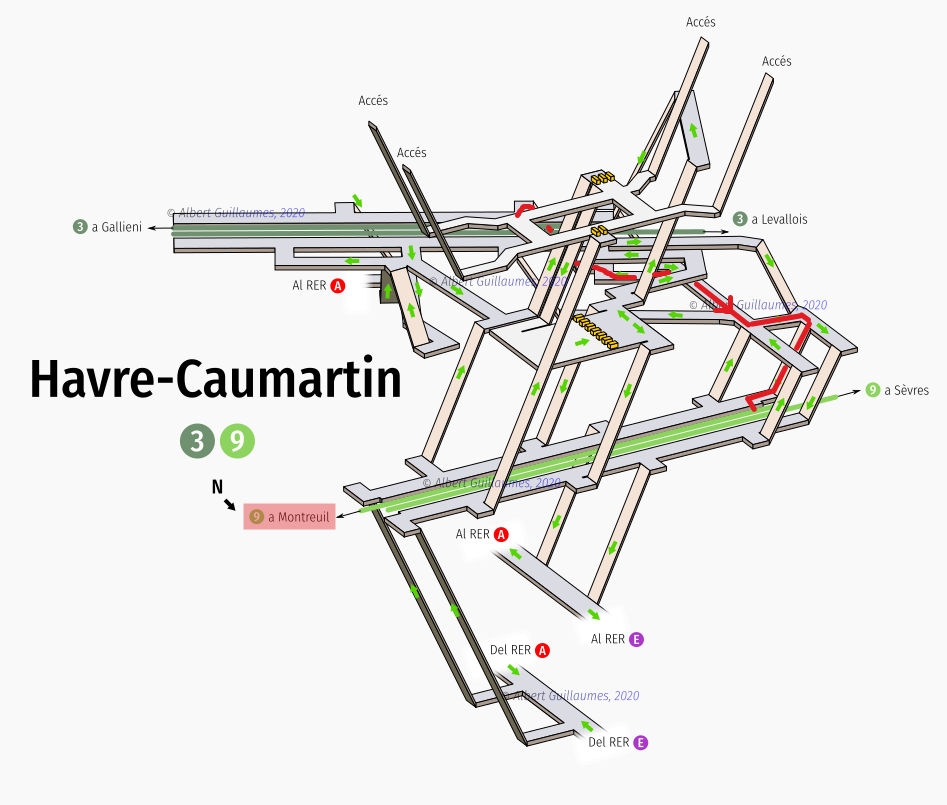 Accés
Accés
Accés
Accés
© Albert Guillaumes, 2020
3 a Gallieni
3 a Levallois
Al RER A
© Albert Guillaumes, 2020
© Albert Guillaumes, 2020
Havre-Caumartin
3 9
9 a Sèvres
N
9 a Montreuil
© Albert Guillaumes, 2020
Al RER A
Al RER E
Del RER A
© Albert Guillaumes, 2020
Del RER E